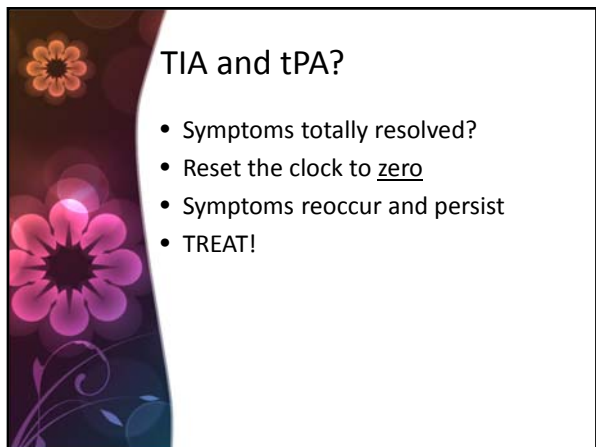 TIA and tPA?
• Symptoms totally resolved?
• Reset the clock to zero
• Symptoms reoccur and persist
• TREAT!